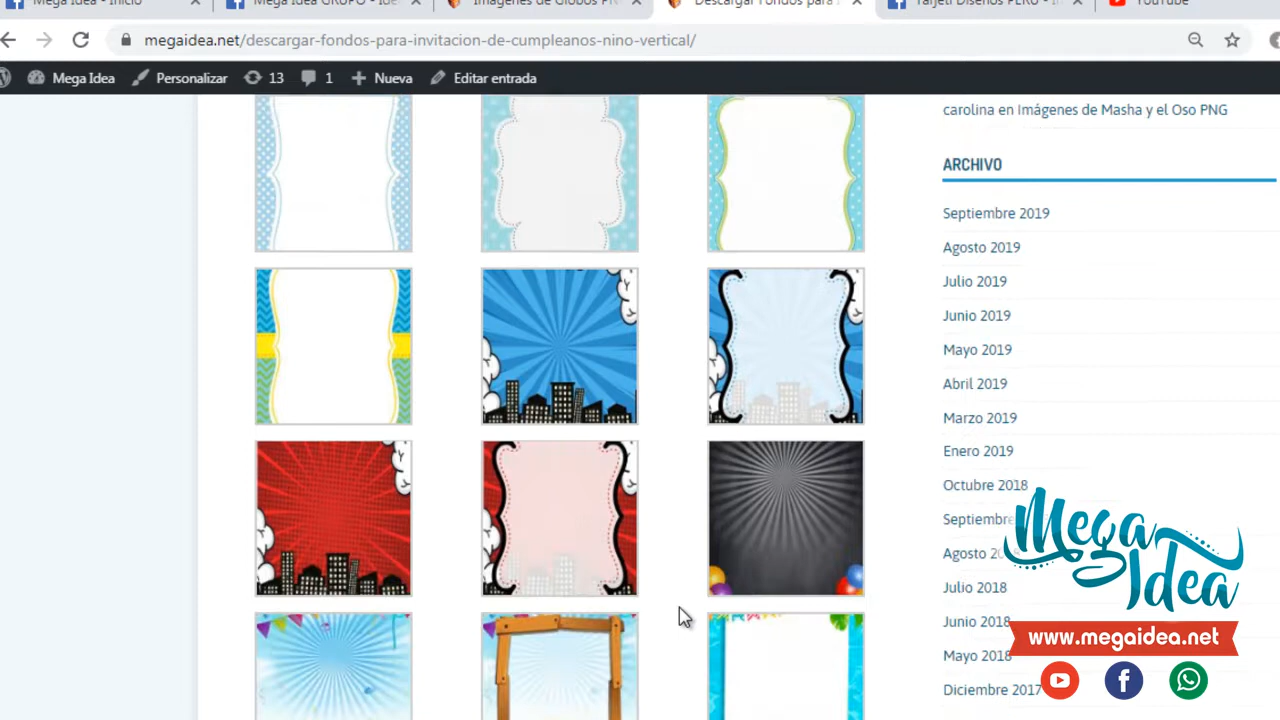 Mega Idea - Inicio
Mega Idea GRUPO - Ide
Imágenes de Globos PN
Descargar Fondos para I
Tarjeti Diseños PERÚ - In
YouTube
megaidea.net/descargar-fondos-para-invitacion-de-cumpleanos-nino-vertical/
Mega Idea
Personalizar
13
1
Nueva
Editar entrada
carolina en Imágenes de Masha y el Oso PNG
ARCHIVO
Septiembre 2019
Agosto 2019
Julio 2019
Junio 2019
Mayo 2019
Abril 2019
Marzo 2019
Enero 2019
Octubre 2018
Septiembre
Agosto 20
Julio 2018
Junio 2018
Mayo 2018
Diciembre 2017
Mega
Idea
www.megaidea.net